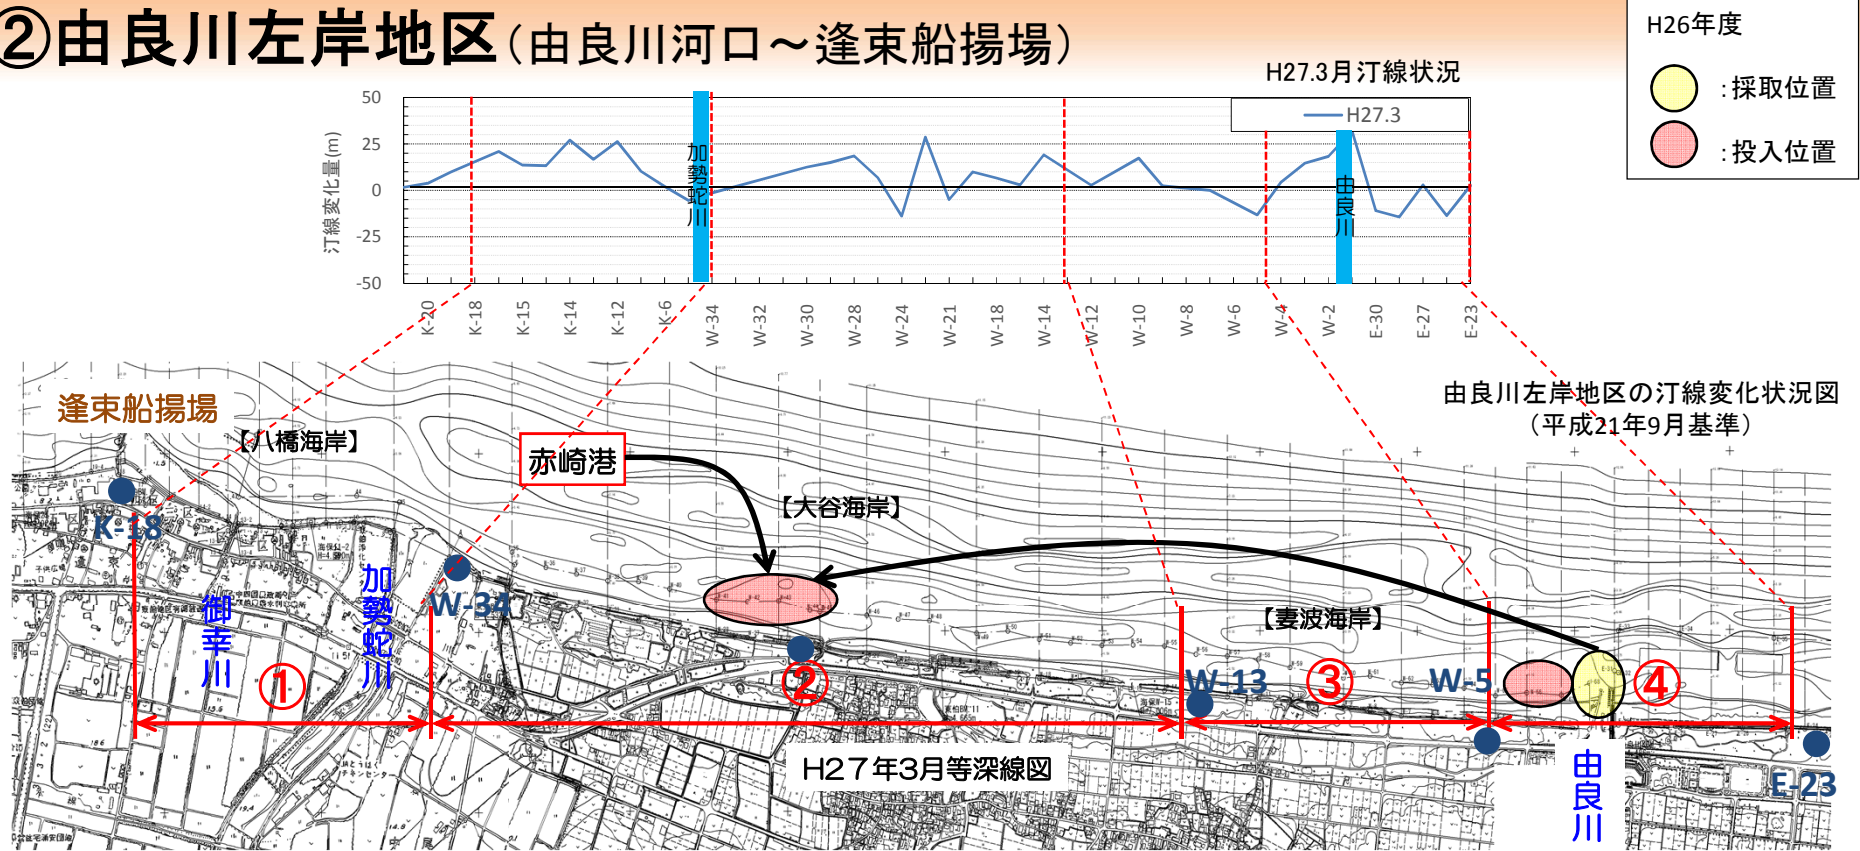 ②由良川左岸地区(由良川河口～逢束船揚場)
H26年度
:採取位置
:投入位置
H27.3月汀線状況
H27.3
汀線変化量(m)
50
25
0
-25
-50
加勢蛇川
由良川
K-20
K-18
K-15
K-14
K-12
K-6
W-34
W-32
W-30
W-28
W-24
W-21
W-18
W-14
W-12
W-10
W-8
W-6
W-4
W-2
E-30
E-27
E-23
由良川左岸地区の汀線変化状況図
(平成21年9月基準)
逢束船揚場
【八橋海岸】
赤崎港
【大谷海岸】
【妻波海岸】
K-18
W-34
W-13
W-5
E-23
御幸川
加勢蛇川
由良川
①
②
③
④
H27年3月等深線図